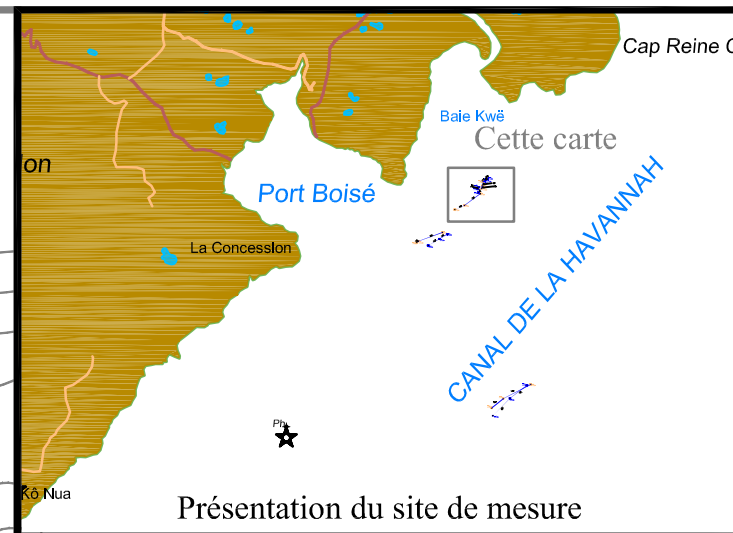 Cap Reine C
Baie Kwë
Cette carte
ion
Port Boisé
La Concession
CANAL DE LA HAVANNAH
Kô Nua
Présentation du site de mesure